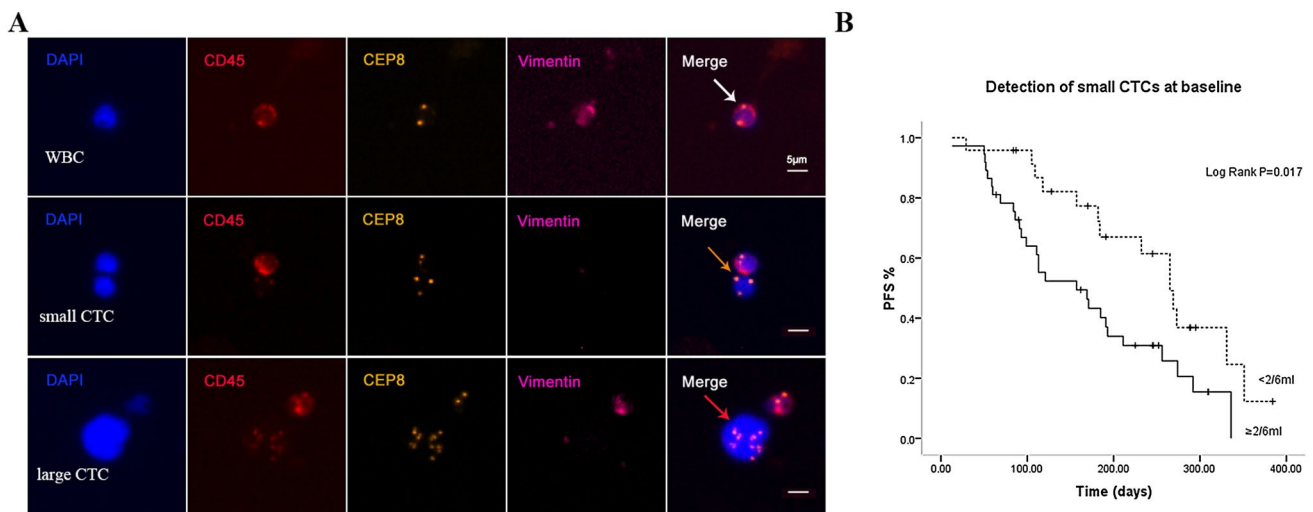 A
B
DAPI CD45 CEP8 Vimentin Merge
WBC
5μm
DAPI CD45 CEP8 Vimentin Merge
small CTC
DAPI CD45 CEP8 Vimentin Merge
large CTC
Detection of small CTCs at baseline
Log Rank P=0.017
PFS %
1.0
0.8
0.6
0.4
0.2
0.0
<2/6ml
≥2/6ml
0.00 100.00 200.00 300.00 400.00
Time (days)